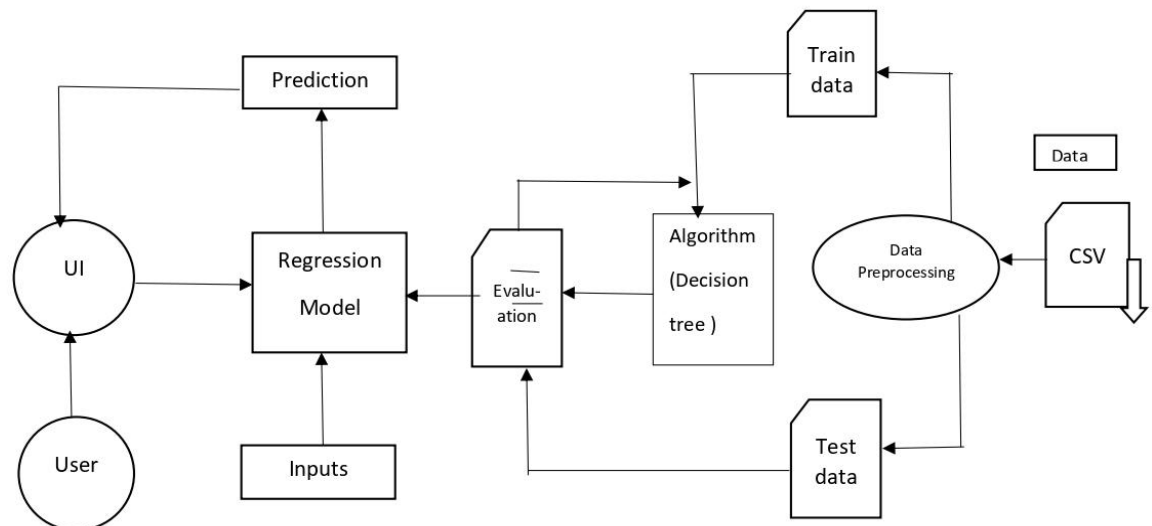 Prediction
UI
User
Regression
Model
Inputs
Evalu-
ation
Algorithm
(Decision
tree )
Train
data
Test
data
Data
Preprocessing
Data
CSV